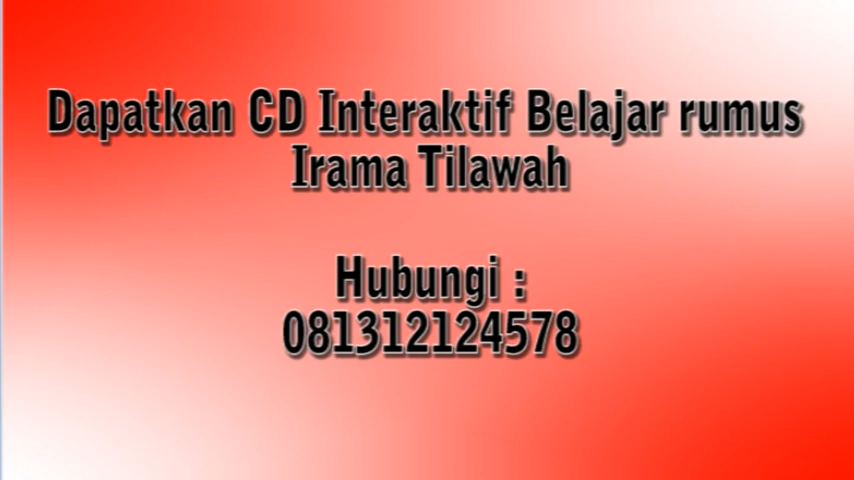 Dapatkan CD Interaktif Belajar rumus
Irama Tilawah
Hubungi :
081312124578